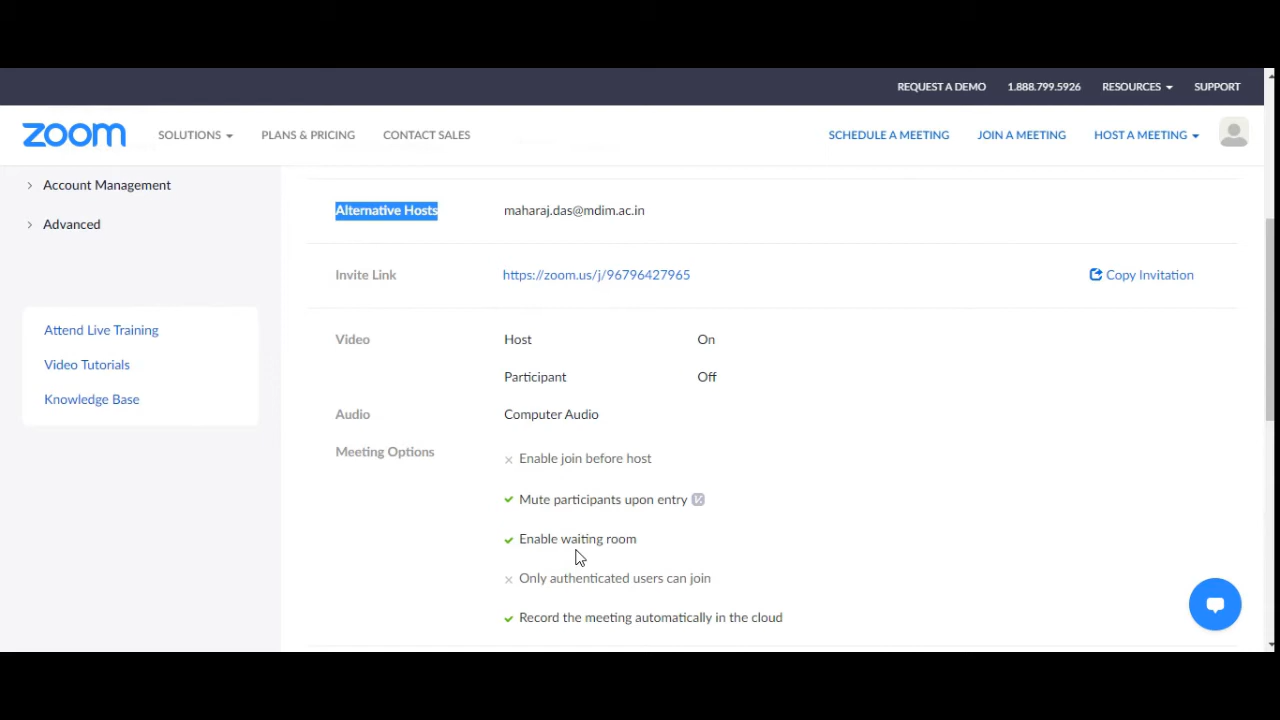 REQUEST A DEMO 1.888.799.5926 RESOURCES SUPPORT
zoom SOLUTIONS PLANS & PRICING CONTACT SALES SCHEDULE A MEETING JOIN A MEETING HOST A MEETING
Account Management
Advanced
Attend Live Training
Video Tutorials
Knowledge Base
Alternative Hosts maharaj.das@mdim.ac.in
Invite Link https://zoom.us/j/96796427965 Copy Invitation
Video Host On
Participant Off
Audio Computer Audio
Meeting Options Enable join before host
Mute participants upon entry
Enable waiting room
Only authenticated users can join
Record the meeting automatically in the cloud